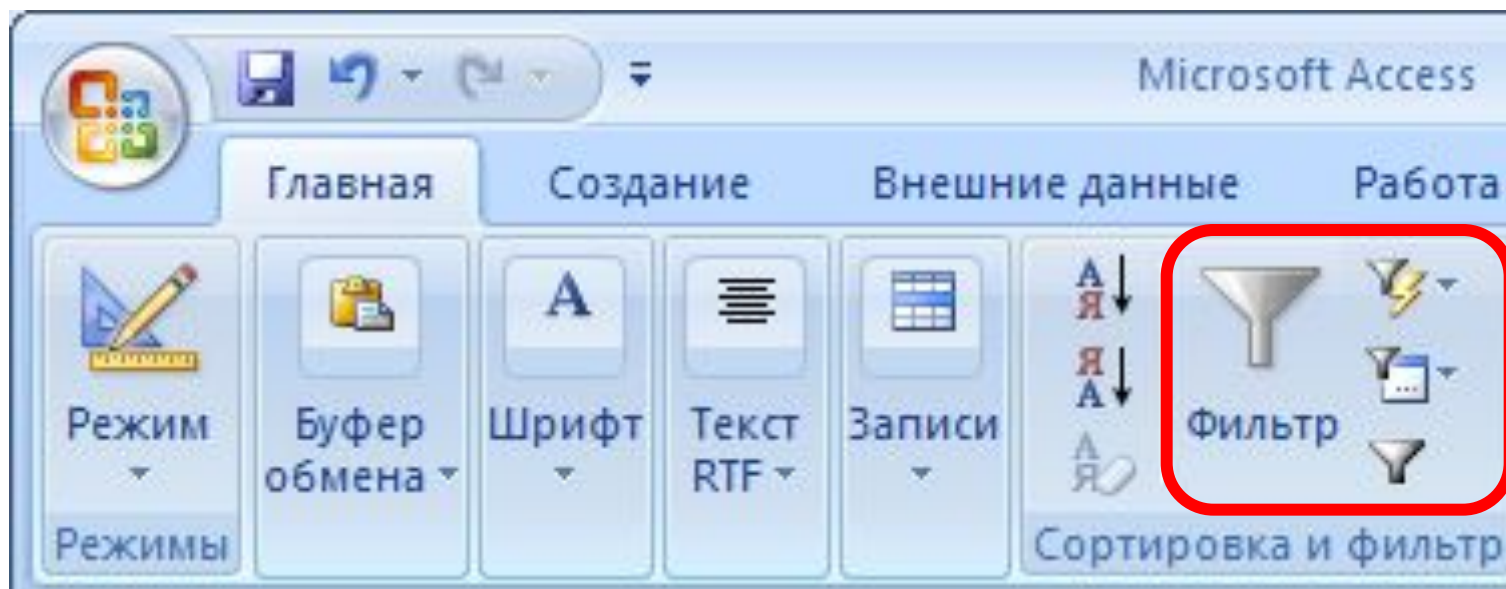 Microsoft Access
Главная Создание Внешние данные Работа
Режим Буфер обмена Шрифт Текст RTF Записи Фильтр
Режимы Сортировка и фильтр